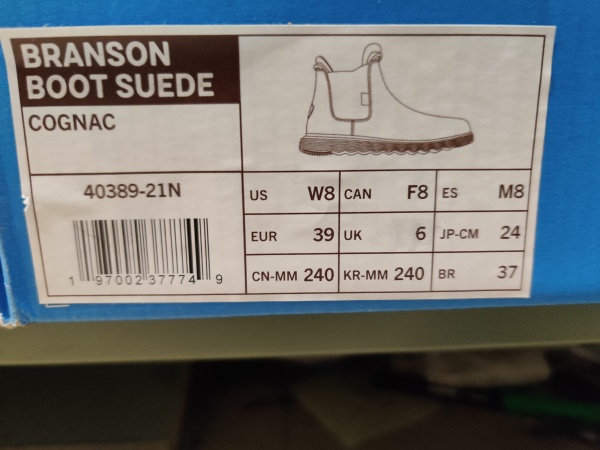 BRANSON
BOOT SUEDE
COGNAC
40389-21N
1 97002 37774 9
US W8 CAN F8 ES M8
EUR 39 UK 6 JP-CM 24
CN-MM 240 KR-MM 240 BR 37